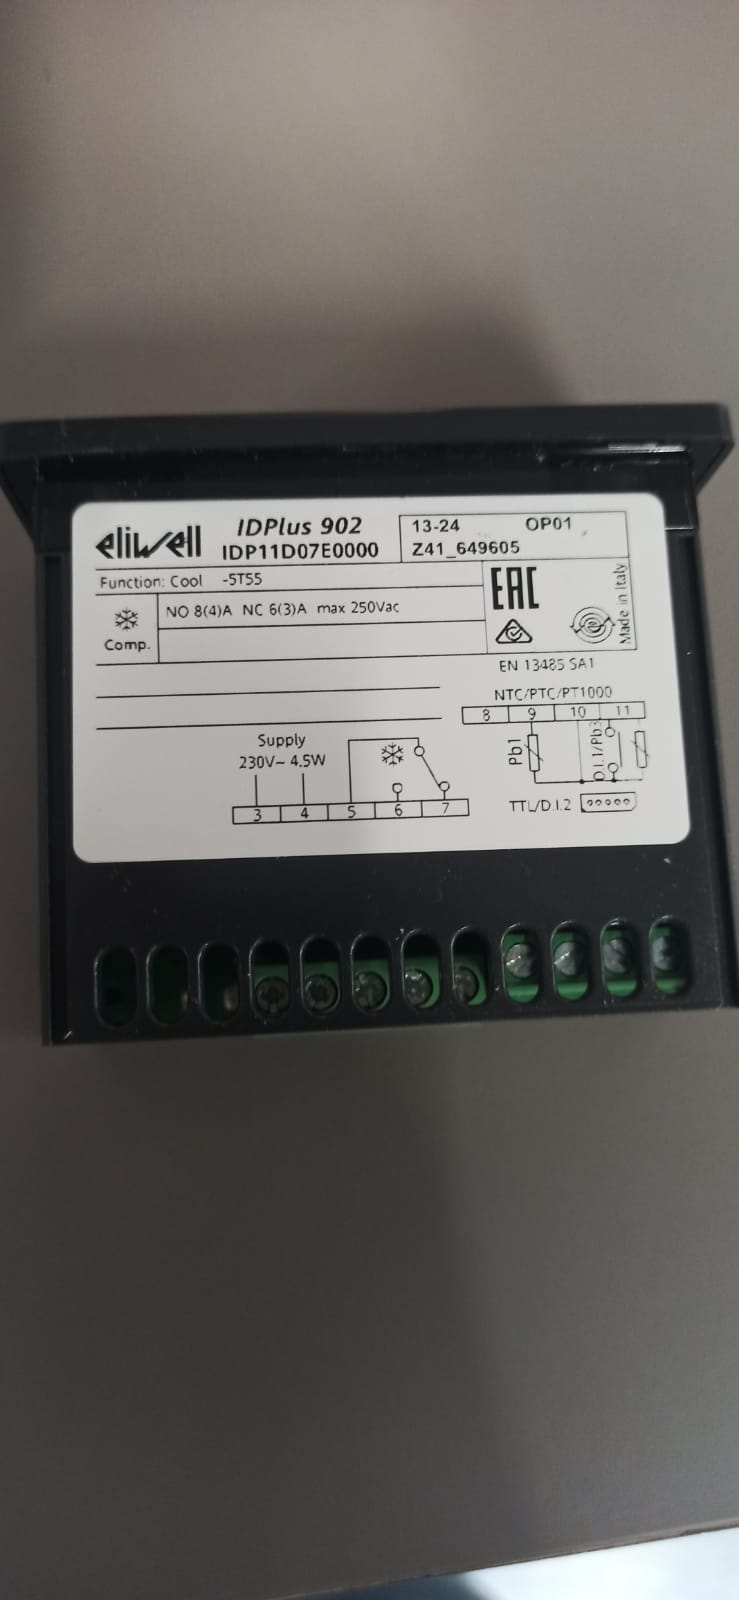 eliwell
IDPlus 902
IDP11D07E0000
13-24 OP01
Z41_649605
Function: Cool -5T55
Comp.
NO 8(4)A NC 6(3)A max 250Vac
EAC
Made in Italy
EN 13485 SA1
NTC/PTC/PT1000
8 9 10 11
Pb1
D.I.1/Pb3
TTL/D.I.2
Supply
230V~ 4.5W
3 4 5 6 7